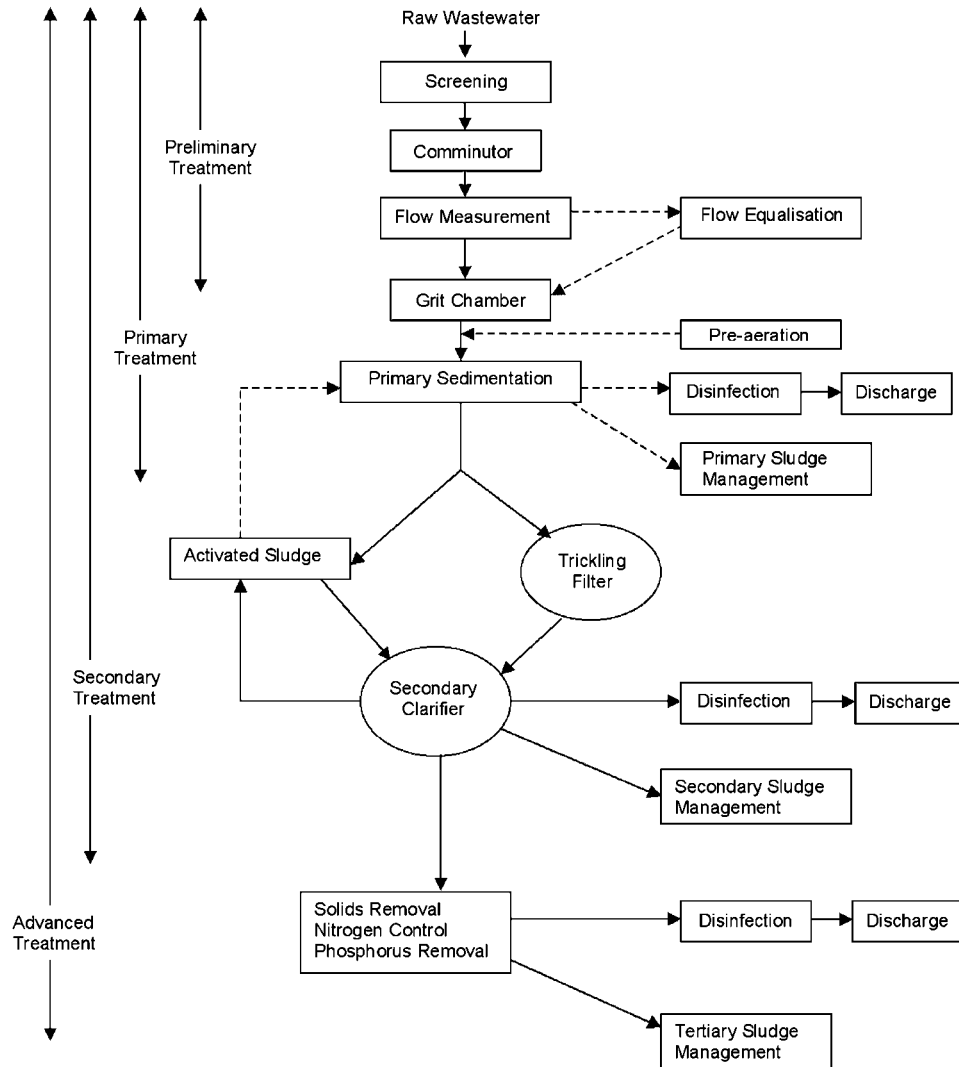 Raw Wastewater
Screening
Preliminary
Treatment
Comminutor
Flow Measurement
Flow Equalisation
Grit Chamber
Primary
Treatment
Pre-aeration
Primary Sedimentation
Disinfection
Discharge
Primary Sludge
Management
Activated Sludge
Trickling
Filter
Secondary
Treatment
Secondary
Clarifier
Disinfection
Discharge
Secondary Sludge
Management
Advanced
Treatment
Solids Removal
Nitrogen Control
Phosphorus Removal
Disinfection
Discharge
Tertiary Sludge
Management